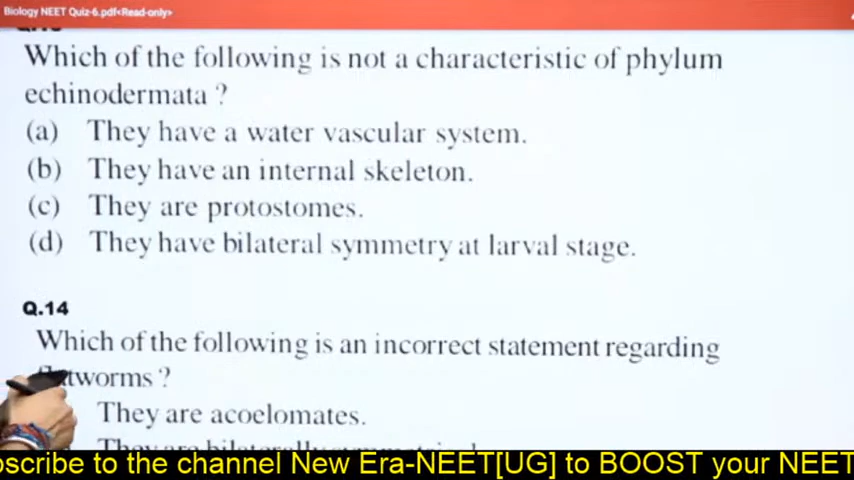 Biology NEET Quiz-6.pdf<Read-only>
Which of the following is not a characteristic of phylum
echinodermata ?
(a) They have a water vascular system.
(b) They have an internal skeleton.
(c) They are protostomes.
(d) They have bilateral symmetry at larval stage.
Q.14
Which of the following is an incorrect statement regarding
?
They are acoelomates.
They are bilaterally
to the channel New Era-NEET[UG] to BOOST your NEET